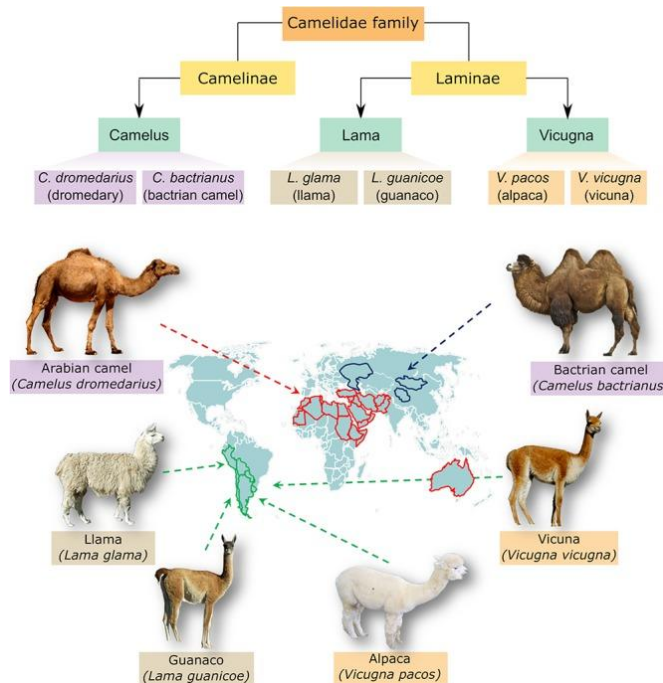 Camelidae family
Camelinae
Laminae
Camelus
Lama
Vicugna
C. dromedarius
(dromedary)
C. bactrianus
(bactrian camel)
L. glama
(llama)
L. guanicoe
(guanaco)
V. pacos
(alpaca)
V. vicugna
(vicuna)
Arabian camel
(Camelus dromedarius)
Bactrian camel
(Camelus bactrianus
Llama
(Lama glama)
Vicuna
(Vicugna vicugna)
Guanaco
(Lama guanicoe)
Alpaca
(Vicugna pacos)